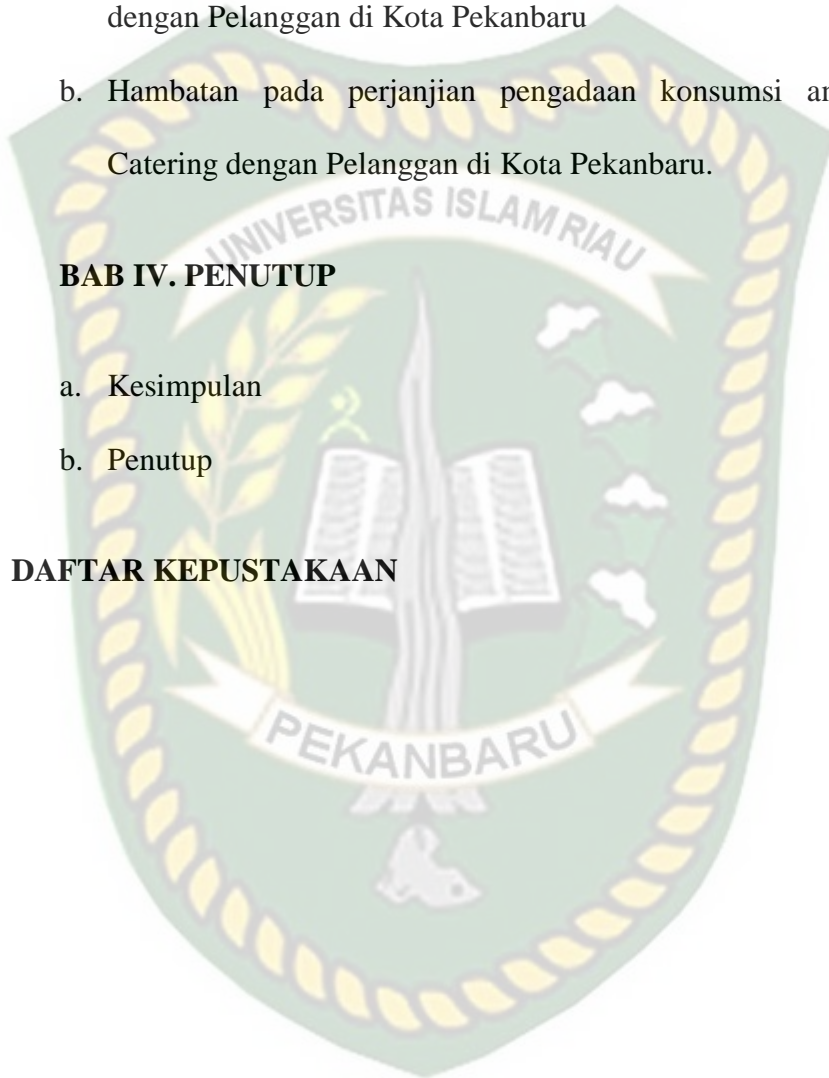 dengan Pelanggan di Kota Pekanbaru
b. Hambatan pada perjanjian pengadaan konsumsi
Catering dengan Pelanggan di Kota Pekanbaru.
UNIVERSITAS ISLAM RIAU
BAB IV. PENUTUP
a. Kesimpulan
b. Penutup
DAFTAR KEPUSTAKAAN
PEKANBARU